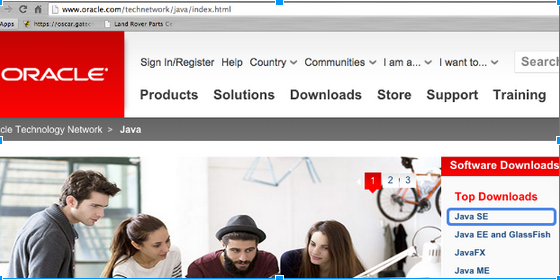 www.oracle.com/technetwork/java/index.html
Apps https://oscar.gatec Land Rover Parts Ce
ORACLE
Sign In/Register Help Country Communities I am a... I want to... Search
Products Solutions Downloads Store Support Training
cle Technology Network > Java
1 2 3
Software Downloads
Top Downloads
Java SE
Java EE and GlassFish
JavaFX
Java ME